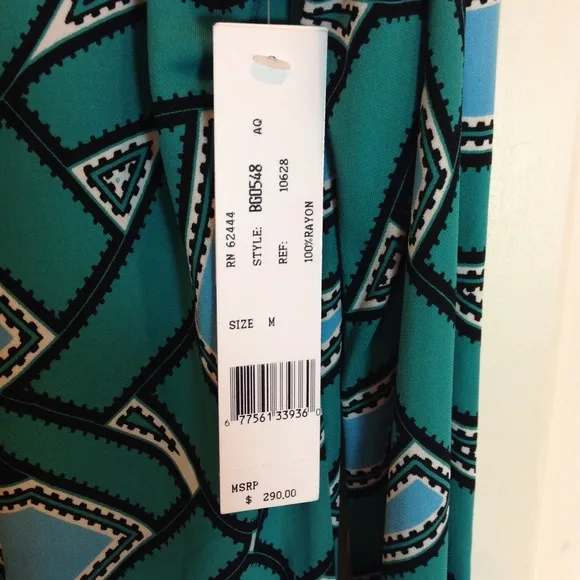 RN 62444
STYLE: BG0548 AQ
REF: 10628
100%RAYON
SIZE M
6 77561 33936 0
MSRP
$ 290.00